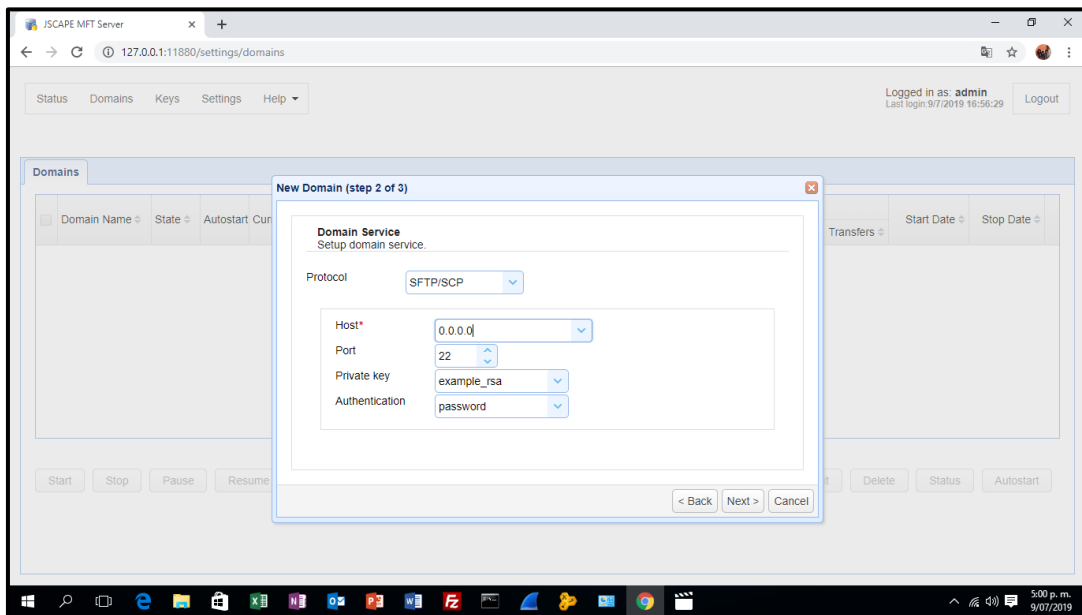 JSCAPE MFT Server
127.0.0.1:11880/settings/domains
Status Domains Keys Settings Help
Logged in as: admin
Last login:9/7/2019 16:56:29
Logout
Domains
Domain Name State Autostart Cur
Transfers Start Date Stop Date
New Domain (step 2 of 3)
Domain Service
Setup domain service.
Protocol SFTP/SCP
Host* 0.0.0.0
Port 22
Private key example_rsa
Authentication password
< Back Next > Cancel
Start Stop Pause Resume t Delete Status Autostart
5:00 p. m.
9/07/2019